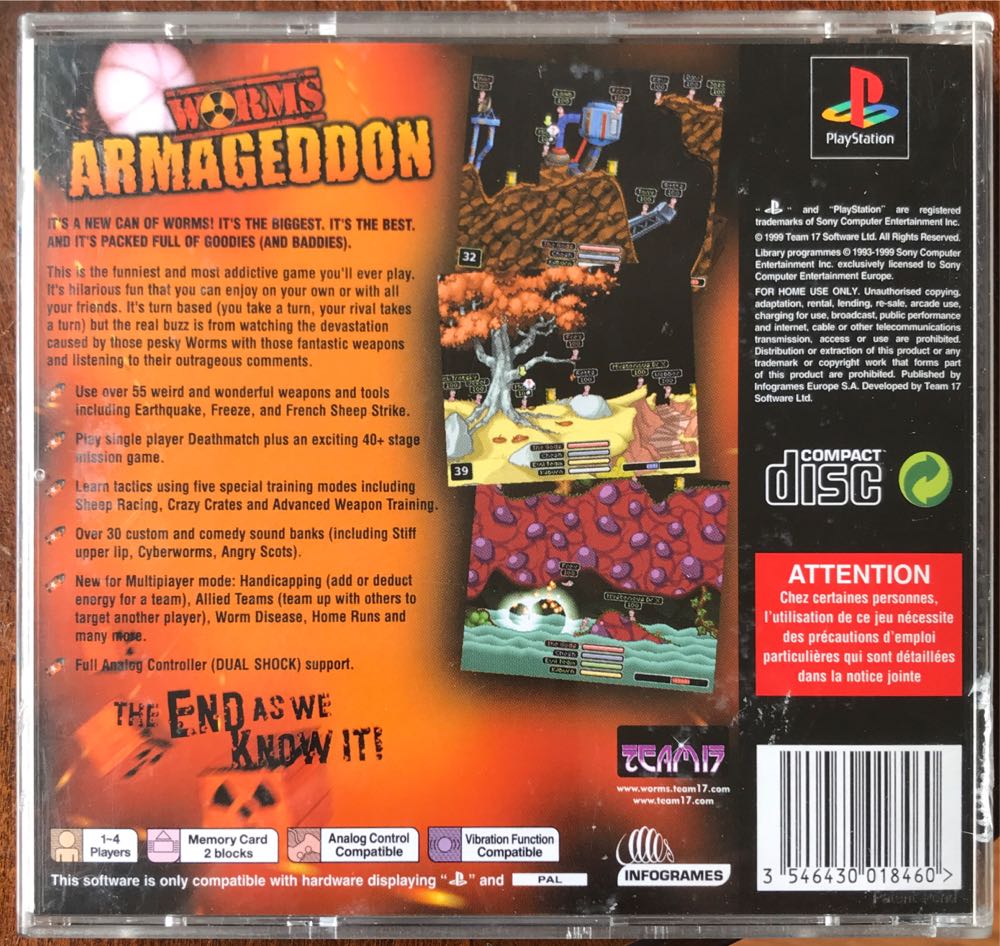 WORMS
ARMAGEDDON
IT'S A NEW CAN OF WORMS! IT'S THE BIGGEST. IT'S THE BEST.
AND IT'S PACKED FULL OF GOODIES (AND BADDIES).
This is the funniest and most addictive game you'll ever play.
It's hilarious fun that you can enjoy on your own or with all
your friends. It's turn based (you take a turn, your rival takes
a turn) but the real buzz is from watching the devastation
caused by those pesky Worms with those fantastic weapons
and listening to their outrageous comments.
Use over 55 weird and wonderful weapons and tools
including Earthquake, Freeze, and French Sheep Strike.
Play single player Deathmatch plus an exciting 40+ stage
mission game.
Learn tactics using five special training modes including
Sheep Racing, Crazy Crates and Advanced Weapon Training.
Over 30 custom and comedy sound banks (including Stiff
upper lip, Cyberworms, Angry Scots).
New for Multiplayer mode: Handicapping (add or deduct
energy for a team), Allied Teams (team up with others to
target another player), Worm Disease, Home Runs and
many more.
Full Analog Controller (DUAL SHOCK) support.
THE END AS WE
KNOW IT!
1~4
Players
Memory Card
2 blocks
Analog Control
Compatible
Vibration Function
Compatible
This software is only compatible with hardware displaying " " and PAL
32
39
TEAM17
www.worms.team17.com
www.team17.com
INFOGRAMES
PlayStation
" " and "PlayStation" are registered
trademarks of Sony Computer Entertainment Inc.
© 1999 Team 17 Software Ltd. All Rights Reserved.
Library programmes © 1993-1999 Sony Computer
Entertainment Inc. exclusively licensed to Sony
Computer Entertainment Europe.
FOR HOME USE ONLY. Unauthorised copying,
adaptation, rental, lending, re-sale, arcade use,
charging for use, broadcast, public performance
and internet, cable or other telecommunications
transmission, access or use are prohibited.
Distribution or extraction of this product or any
trademark or copyright work that forms part
of this product are prohibited. Published by
Infogrames Europe S.A. Developed by Team 17
Software Ltd.
COMPACT
disc
ATTENTION
Chez certaines personnes,
l'utilisation de ce jeu nécessite
des précautions d'emploi
particulières qui sont détaillées
dans la notice jointe
3 546430 018460 >